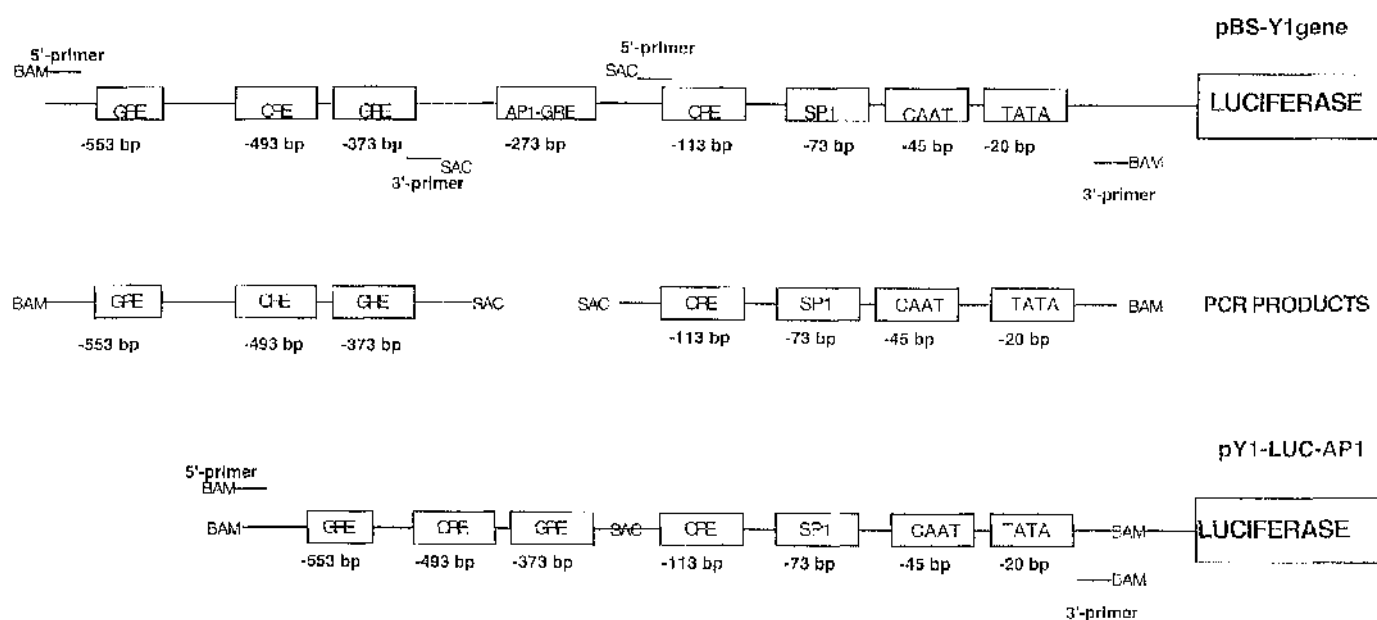 pBS-Y1gene
5'-primer 5'-primer
BAM SAC
GRE CRE GRE AP1-GRE CRE SP1 CAAT TATA LUCIFERASE
-553 bp -493 bp -373 bp -273 bp -113 bp -73 bp -45 bp -20 bp
SAC BAM
3'-primer 3'-primer
BAM GRE CRE GRE SAC SAC CRE SP1 CAAT TATA BAM PCR PRODUCTS
-553 bp -493 bp -373 bp -113 bp -73 bp -45 bp -20 bp
pY1-LUC-AP1
5'-primer
BAM
BAM GRE CRE GRE SAC CRE SP1 CAAT TATA BAM LUCIFERASE
-553 bp -493 bp -373 bp -113 bp -73 bp -45 bp -20 bp
BAM
3'-primer